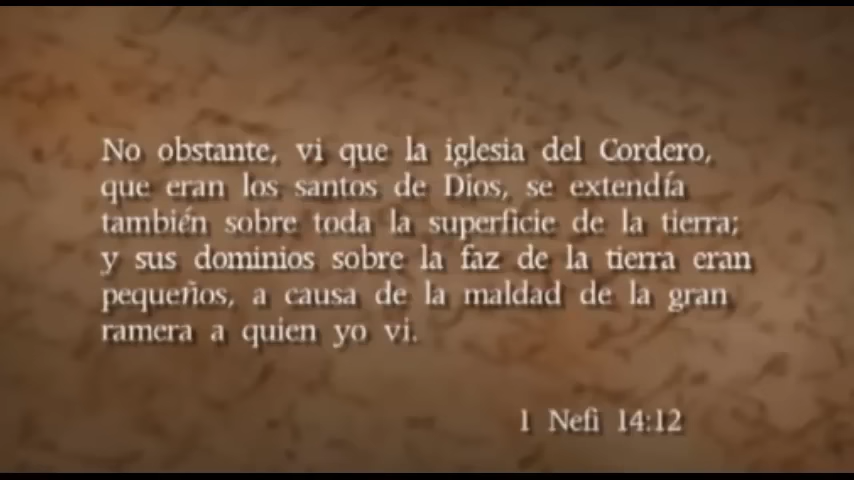 No obstante, vi que la iglesia del Cordero,
que eran los santos de Dios, se extendía
también sobre toda la superficie de la tierra;
y sus dominios sobre la faz de la tierra eran
pequeños, a causa de la maldad de la gran
ramera a quien yo vi.
1 Nefi 14:12